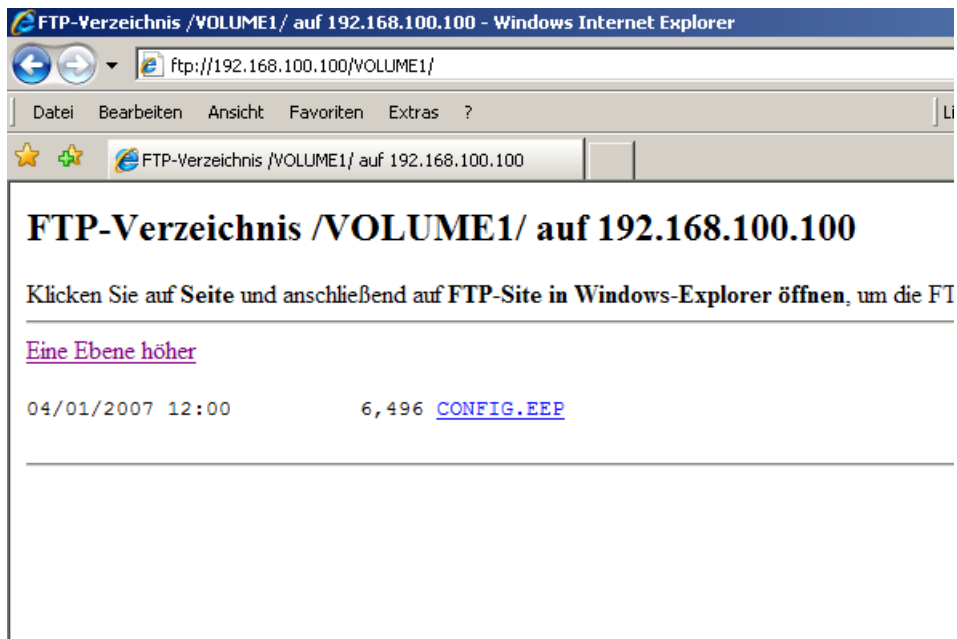 FTP-Verzeichnis /VOLUME1/ auf 192.168.100.100 - Windows Internet Explorer
ftp://192.168.100.100/VOLUME1/
Datei Bearbeiten Ansicht Favoriten Extras ? Li
FTP-Verzeichnis /VOLUME1/ auf 192.168.100.100
FTP-Verzeichnis /VOLUME1/ auf 192.168.100.100
Klicken Sie auf Seite und anschließend auf FTP-Site in Windows-Explorer öffnen, um die FT
Eine Ebene höher
04/01/2007 12:00 6,496 CONFIG.EEP